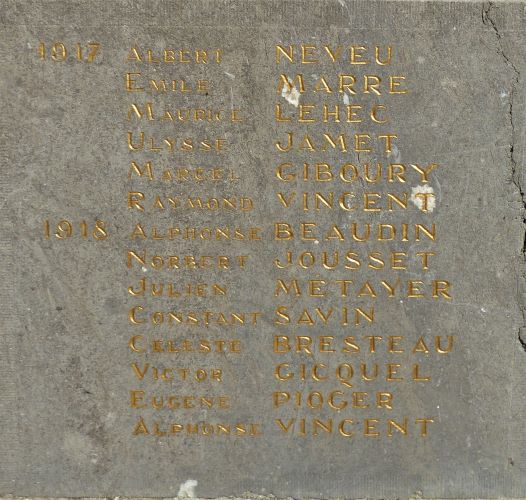 1917 ALBERT NEVEU
EMILE MARRE
MAURICE LEHEC
ULYSSE JAMET
MARCEL GIBOURY
RAYMOND VINCENT
1918 ALPHONSE BEAUDIN
NORBERT JOUSSET
JULIEN METAYER
CONSTANT SAVIN
CELESTE BRESTEAU
VICTOR GICQUEL
EUGENE PIOGER
ALPHONSE VINCENT